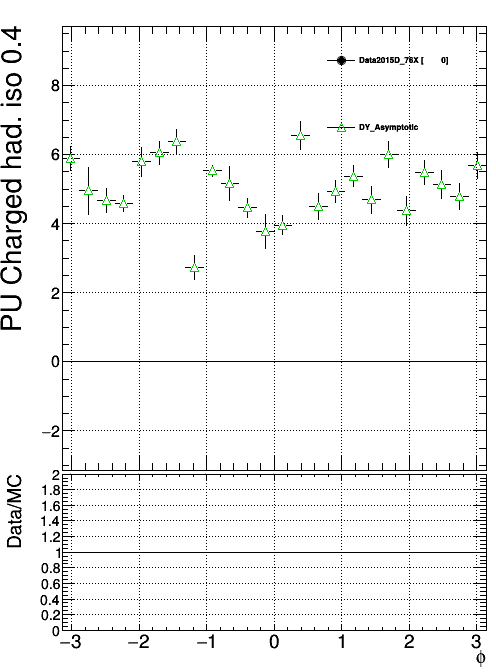 PU Charged had. iso 0.4
Data2015D_76X [ 0]
DY_Asymptotic
8
6
4
2
0
−2
Data/MC
2
1.8
1.6
1.4
1.2
1
0.8
0.6
0.4
0.2
0
−3 −2 −1 0 1 2 3
ϕ